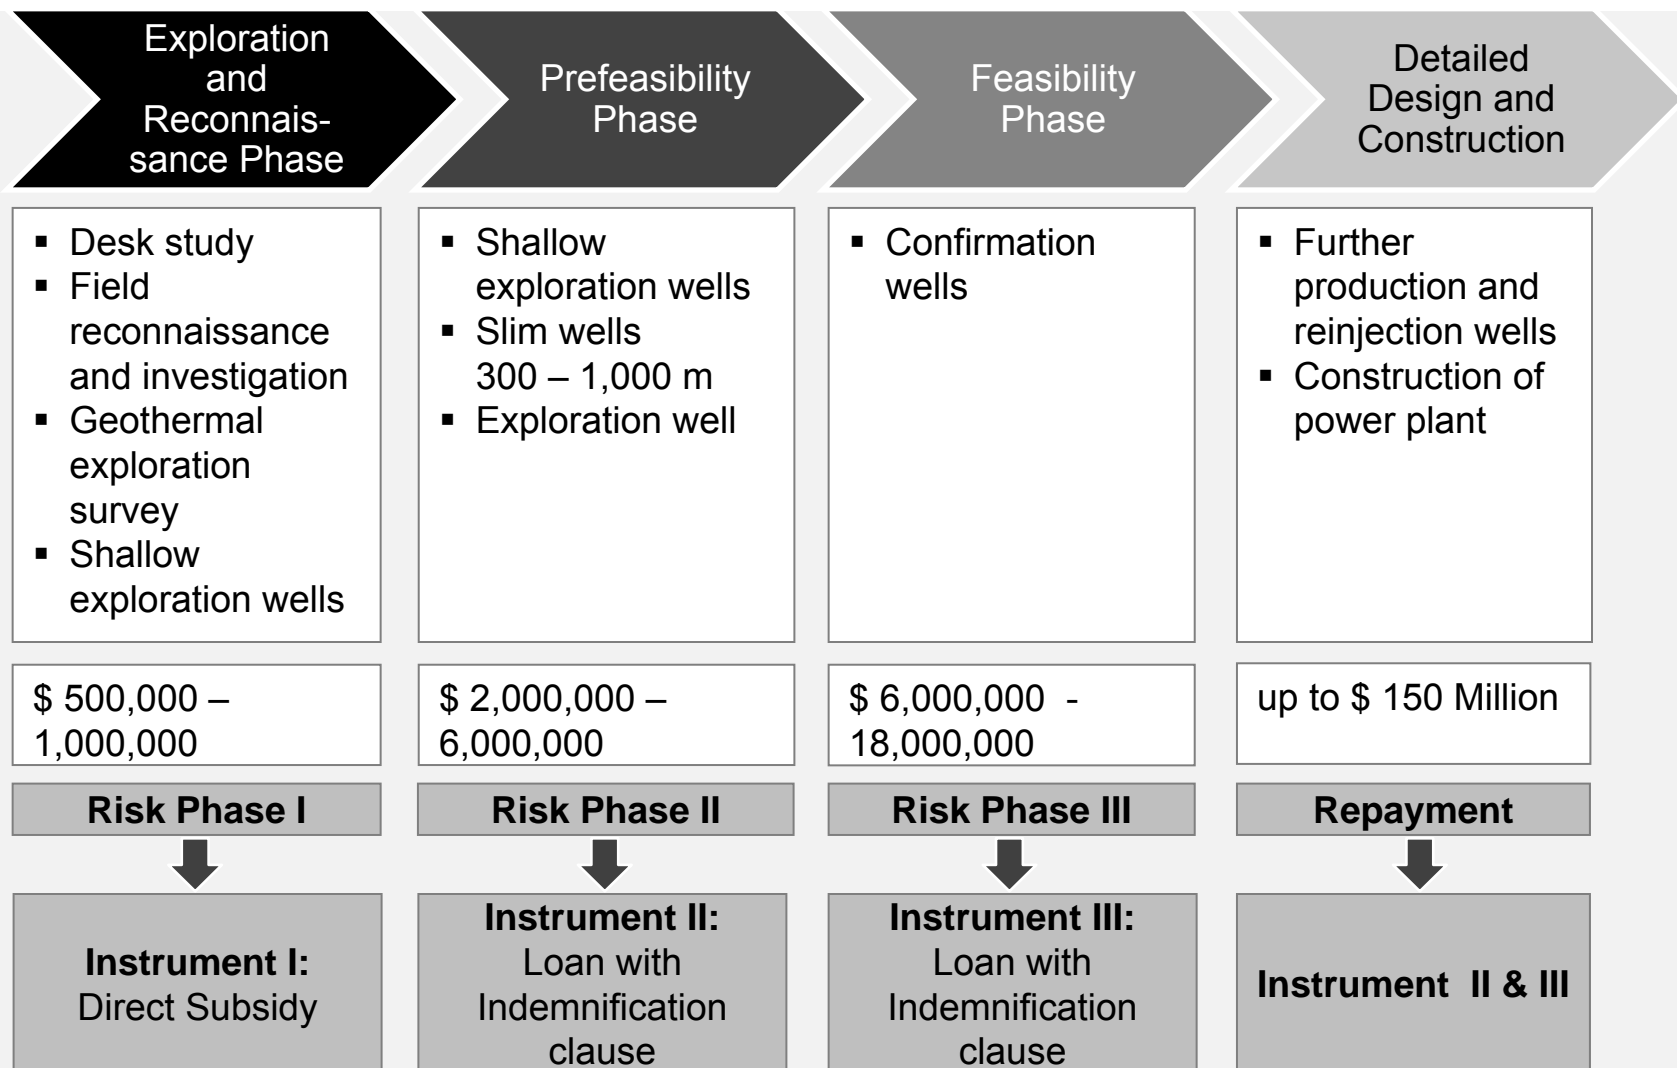 Exploration
and
Reconnais-
sance Phase
Prefeasibility
Phase
Feasibility
Phase
Detailed
Design and
Construction
▪ Desk study
▪ Field
reconnaissance
and investigation
▪ Geothermal
exploration
survey
▪ Shallow
exploration wells
▪ Shallow
exploration wells
▪ Slim wells
300 – 1,000 m
▪ Exploration well
▪ Confirmation
wells
▪ Further
production and
reinjection wells
▪ Construction of
power plant
$ 500,000 –
1,000,000
$ 2,000,000 –
6,000,000
$ 6,000,000 -
18,000,000
up to $ 150 Million
Risk Phase I
Risk Phase II
Risk Phase III
Repayment
Instrument I:
Direct Subsidy
Instrument II:
Loan with
Indemnification
clause
Instrument III:
Loan with
Indemnification
clause
Instrument II & III